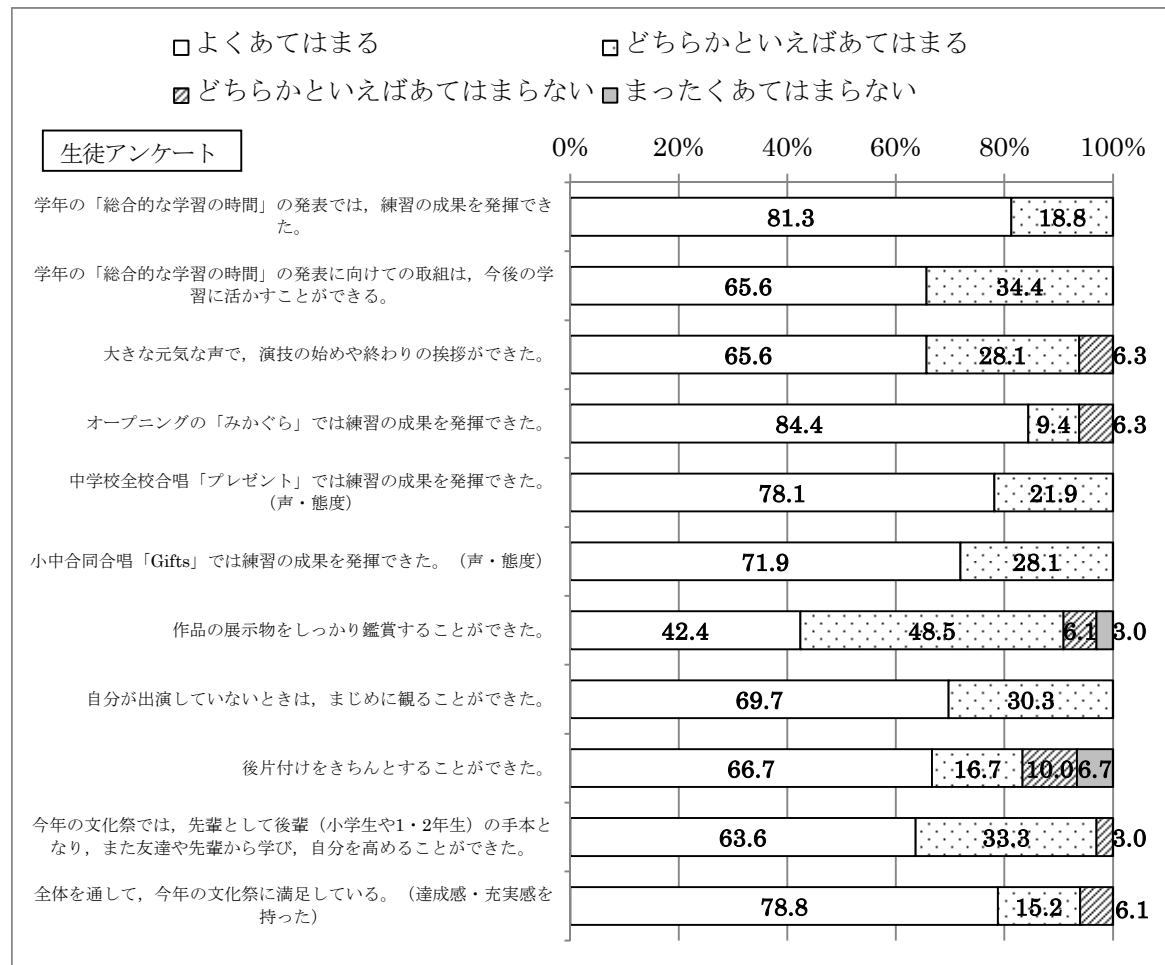 よくあてはまる どちらかといえばあてはまる
どちらかといえばあてはまらない まったくあてはまらない
生徒アンケート
0% 20% 40% 60% 80% 100%
学年の「総合的な学習の時間」の発表では，練習の成果を発揮でき
た。
81.3 18.8
学年の「総合的な学習の時間」の発表に向けての取組は，今後の学
習に活かすことができる。
65.6 34.4
大きな元気な声で，演技の始めや終わりの挨拶ができた。
65.6 28.1 6.3
オープニングの「みかぐら」では練習の成果を発揮できた。
84.4 9.4 6.3
中学校全校合唱「プレゼント」では練習の成果を発揮できた。
（声・態度）
78.1 21.9
小中合同合唱「Gifts」では練習の成果を発揮できた。（声・態度）
71.9 28.1
作品の展示物をしっかり鑑賞することができた。
42.4 48.5 6.1 3.0
自分が出演していないときは，まじめに観ることができた。
69.7 30.3
後片付けをきちんとすることができた。
66.7 16.7 10.0 6.7
今年の文化祭では，先輩として後輩（小学生や1・2年生）の手本と
なり，また友達や先輩から学び，自分を高めることができた。
63.6 33.3 3.0
全体を通して，今年の文化祭に満足している。（達成感・充実感を
持った）
78.8 15.2 6.1